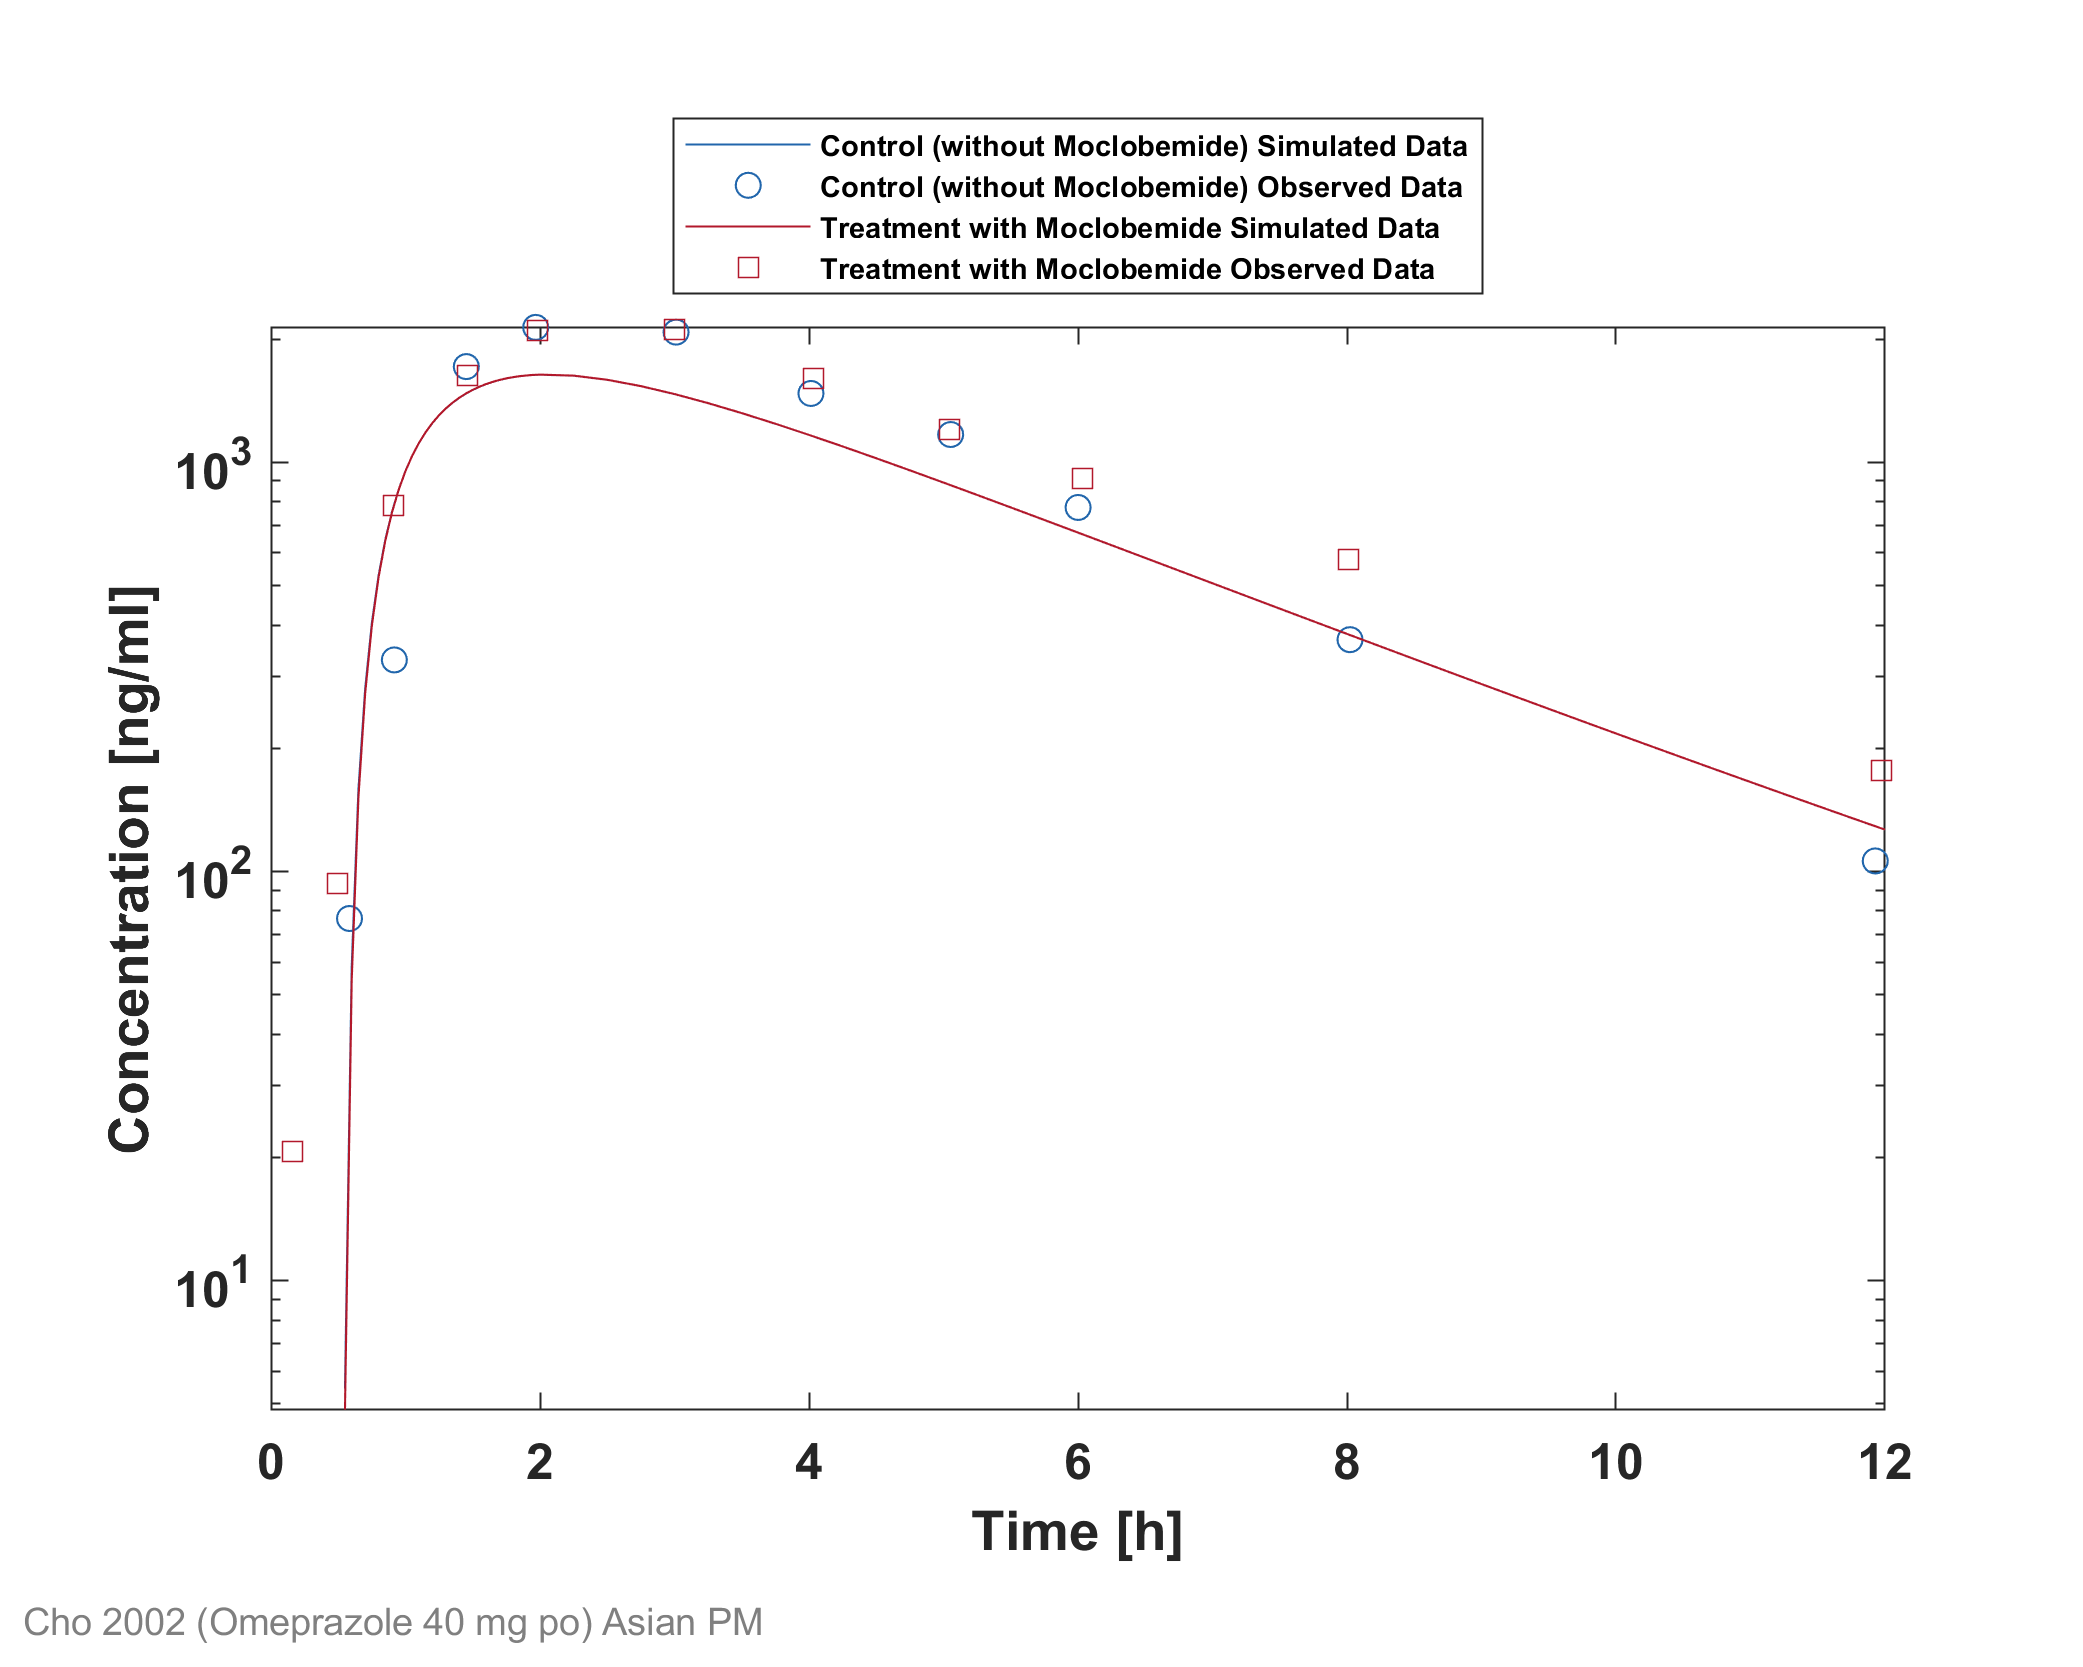 Control (without Moclobemide) Simulated Data
Control (without Moclobemide) Observed Data
Treatment with Moclobemide Simulated Data
Treatment with Moclobemide Observed Data
10^3
10^2
10^1
Concentration [ng/ml]
0 2 4 6 8 10 12
Time [h]
Cho 2002 (Omeprazole 40 mg po) Asian PM